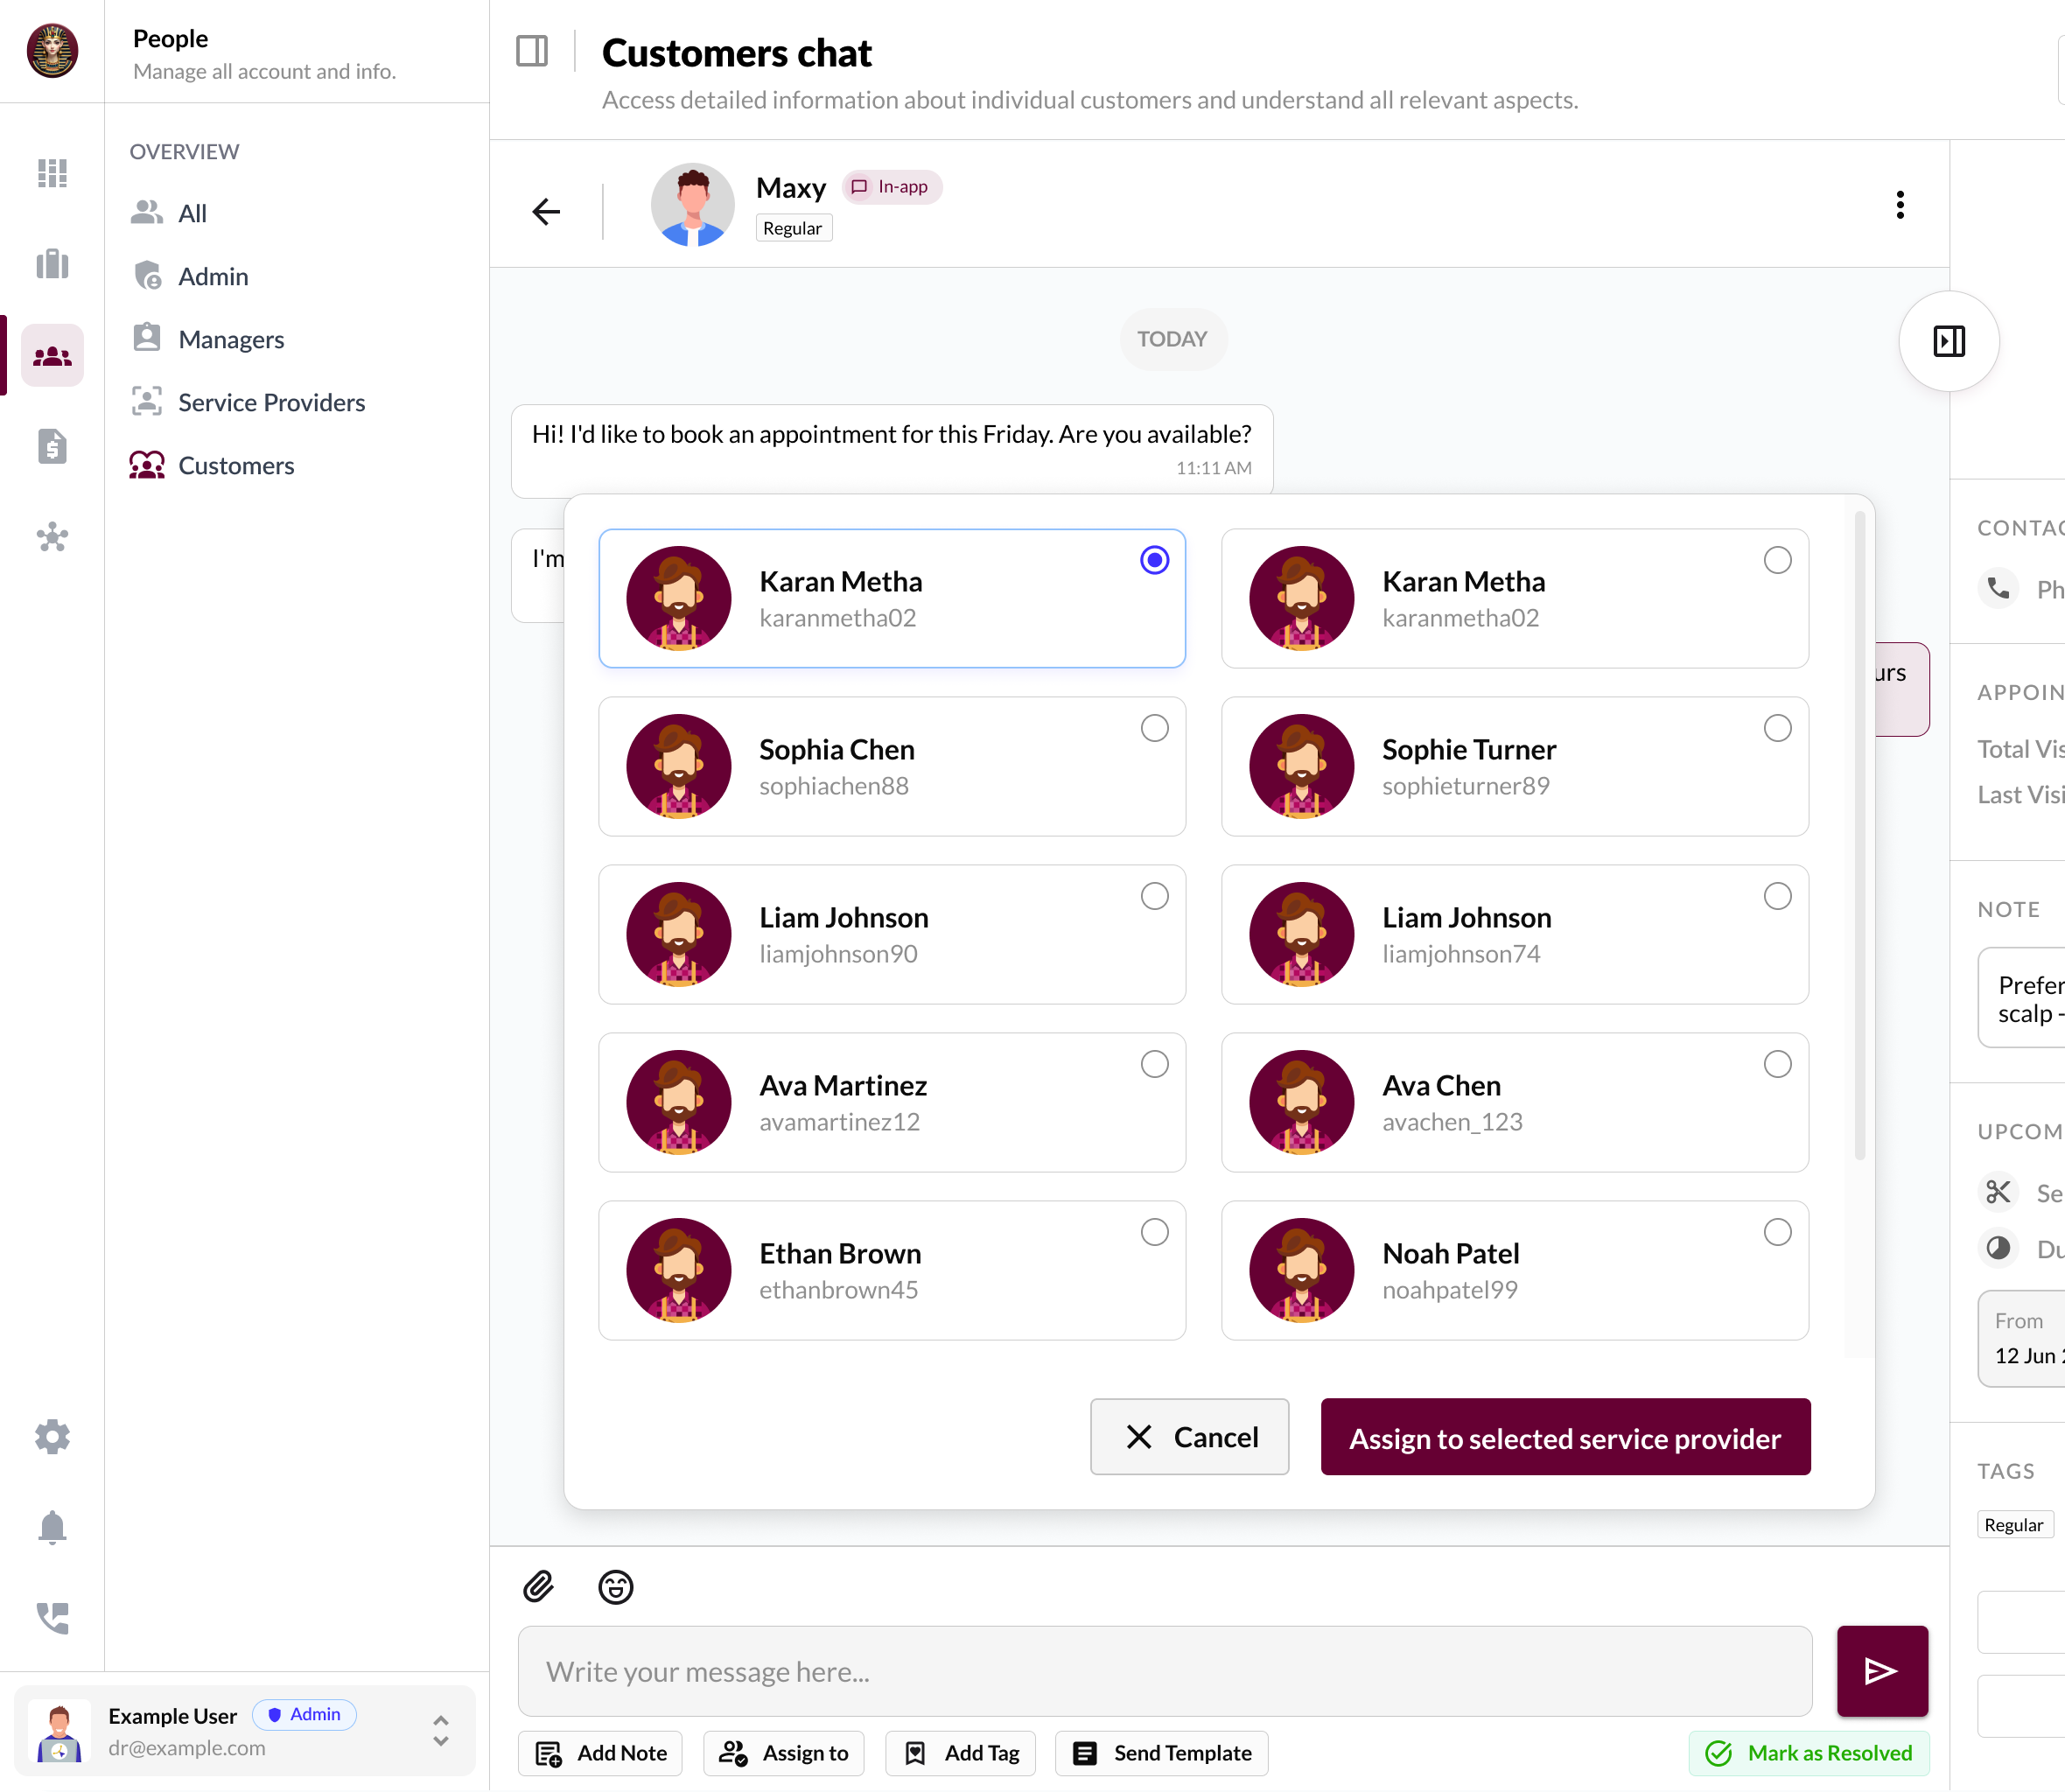 People
Manage all account and info.
OVERVIEW
All
Admin
Managers
Service Providers
Customers
Example User
Admin
dr@example.com
Customers chat
Access detailed information about individual customers and understand all relevant aspects.
Maxy
In-app
Regular
TODAY
Hi! I'd like to book an appointment for this Friday. Are you available?
11:11 AM
I'm
urs
Karan Metha
karanmetha02
Karan Metha
karanmetha02
Sophia Chen
sophiachen88
Sophie Turner
sophieturner89
Liam Johnson
liamjohnson90
Liam Johnson
liamjohnson74
Ava Martinez
avamartinez12
Ava Chen
avachen_123
Ethan Brown
ethanbrown45
Noah Patel
noahpatel99
Cancel
Assign to selected service provider
Write your message here...
Add Note
Assign to
Add Tag
Send Template
Mark as Resolved
CONTAC
Ph
APPOIN
Total Vis
Last Visi
NOTE
Prefer
scalp -
UPCOM
Se
Du
From
12 Jun
TAGS
Regular